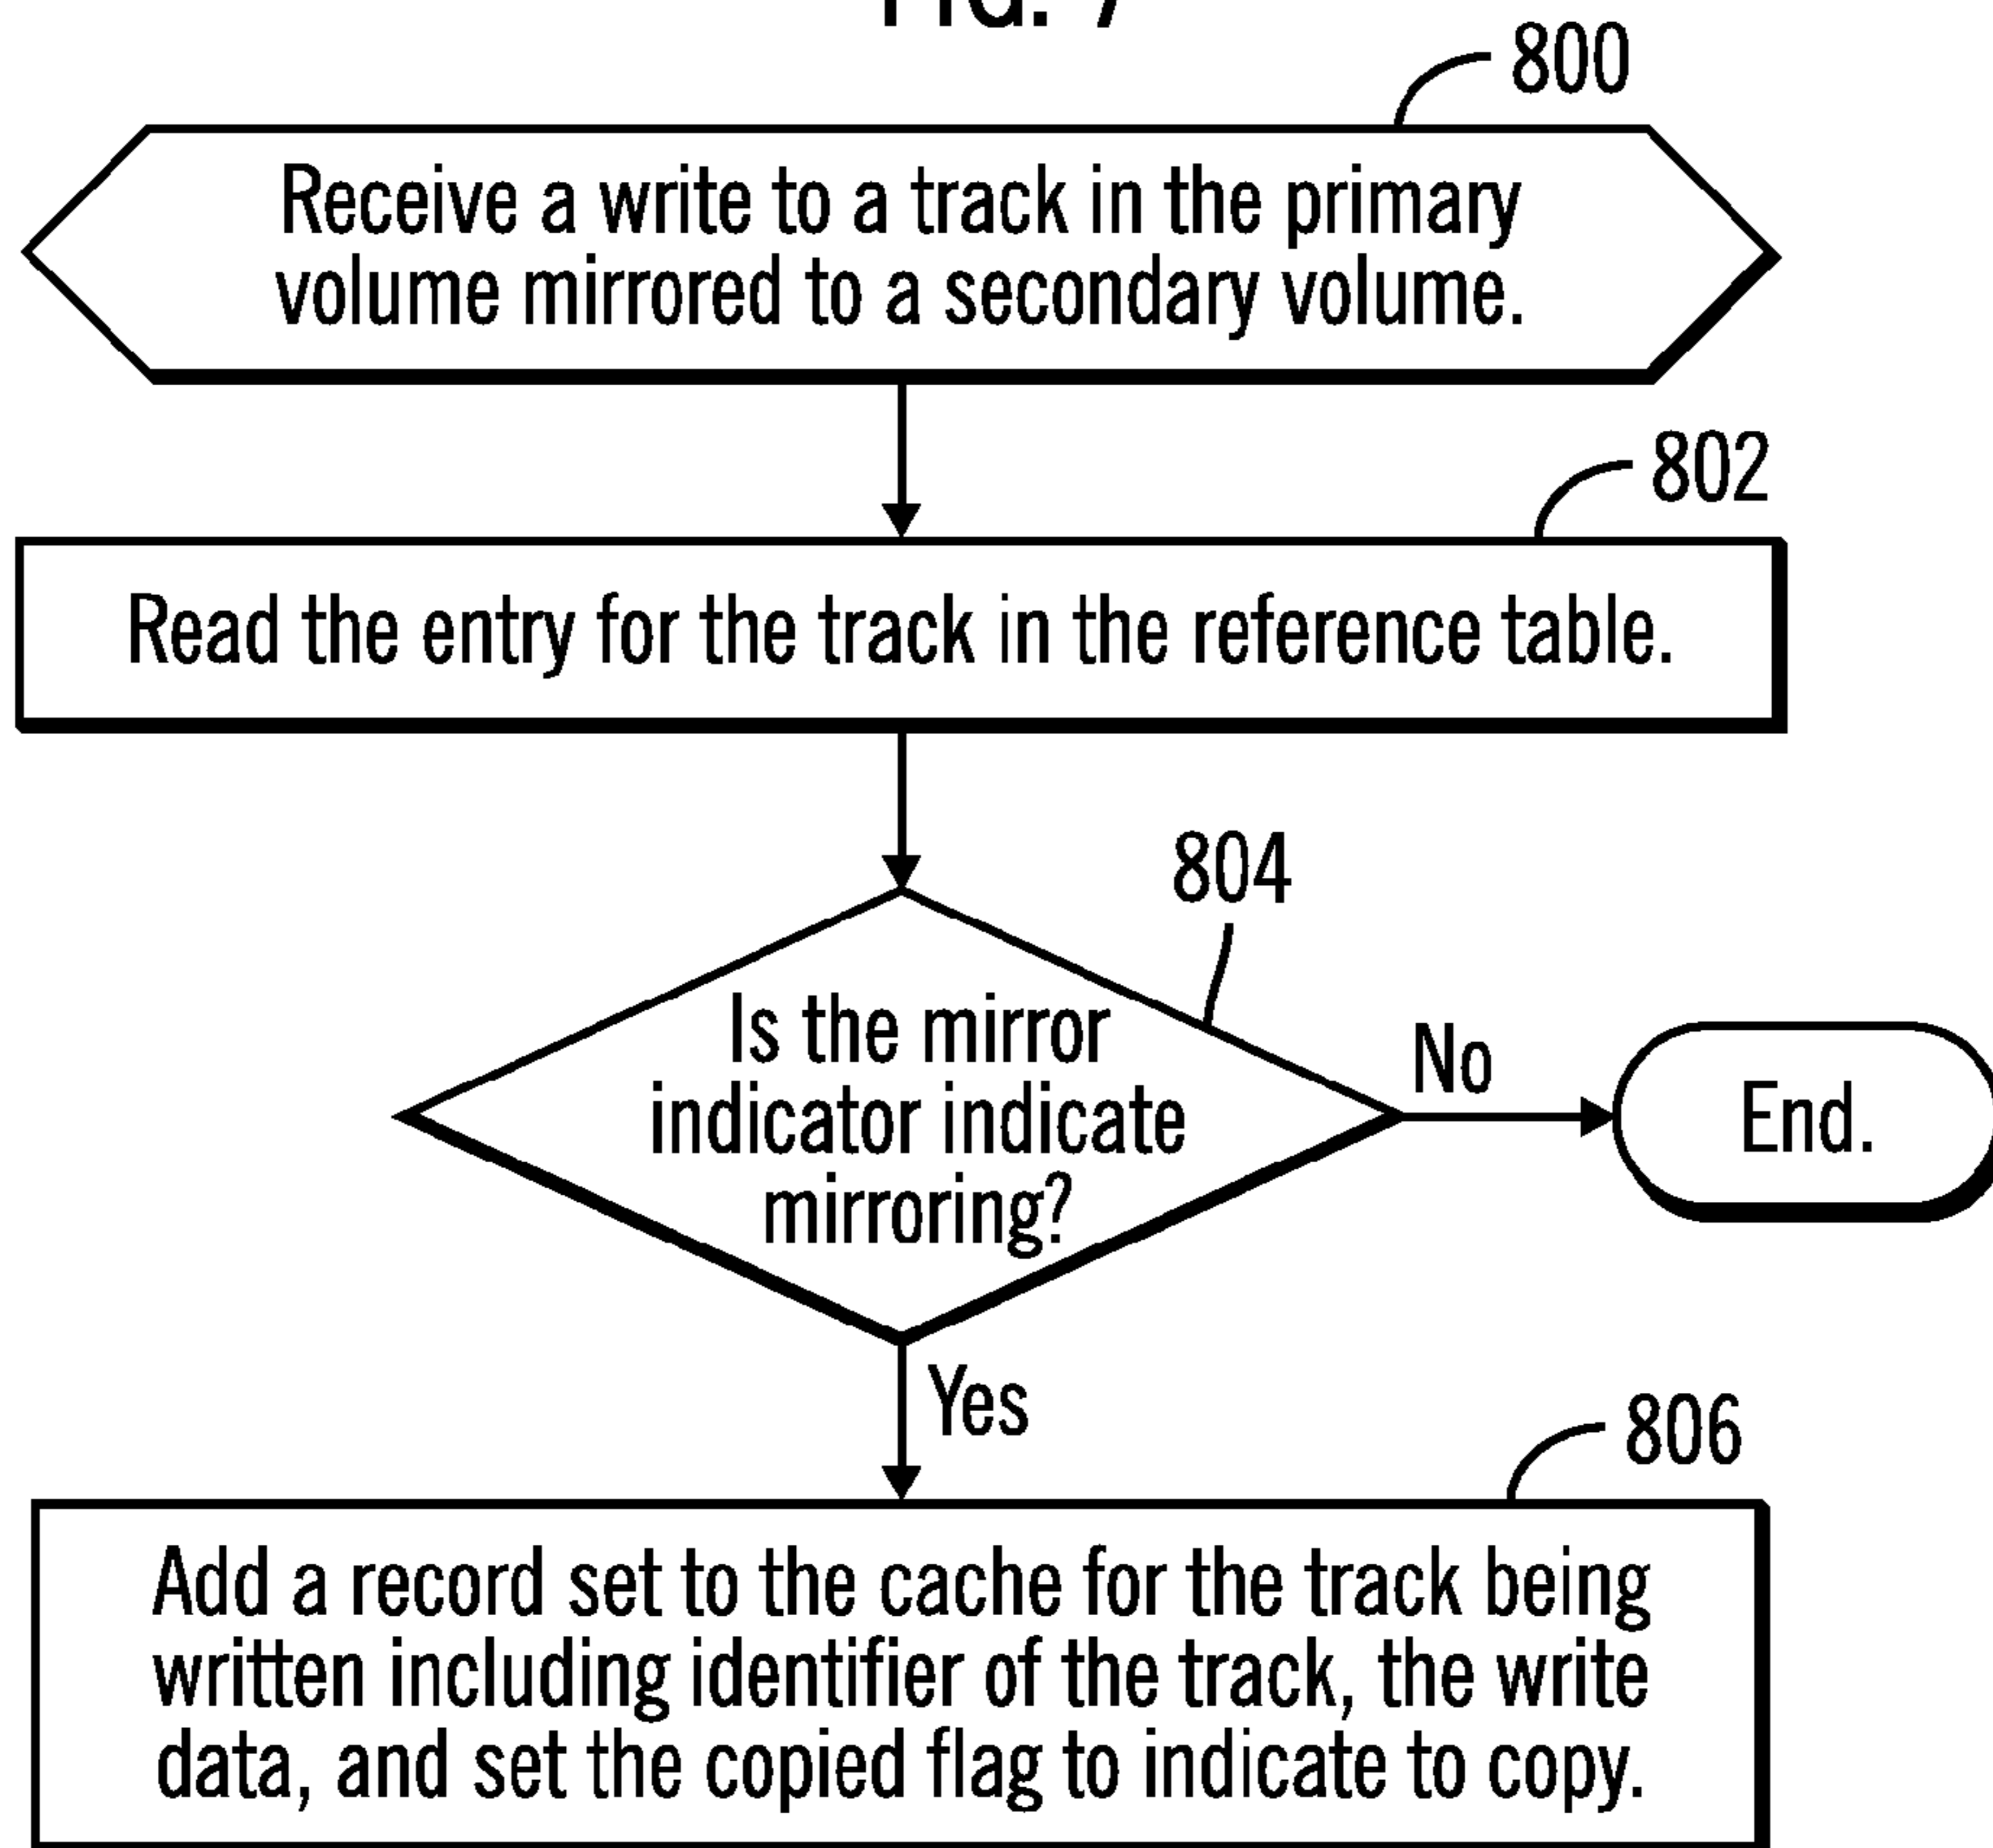 FIG. 7
800
Receive a write to a track in the primary
volume mirrored to a secondary volume.
802
Read the entry for the track in the reference table.
804
Is the mirror
indicator indicate
mirroring?
No
End.
Yes
806
Add a record set to the cache for the track being
written including identifier of the track, the write
data, and set the copied flag to indicate to copy.